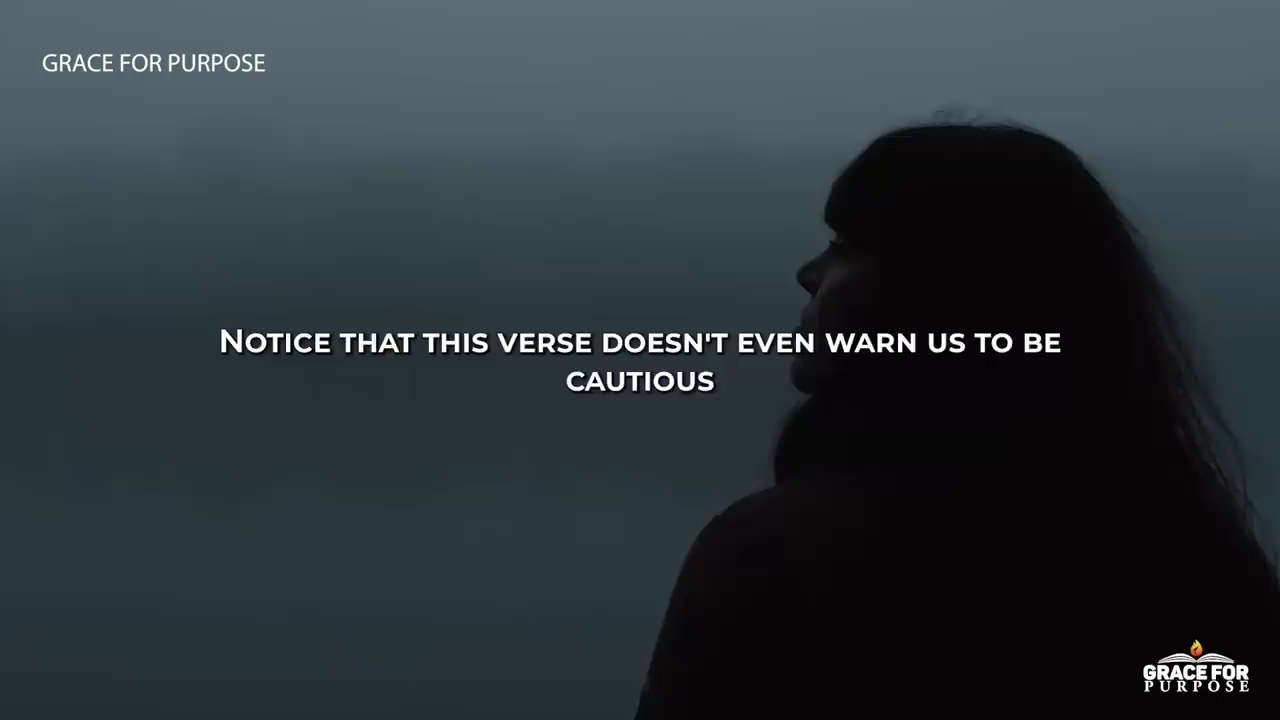 GRACE FOR PURPOSE
NOTICE THAT THIS VERSE DOESN'T EVEN WARN US TO BE
CAUTIOUS
GRACE FOR
PURPOSE